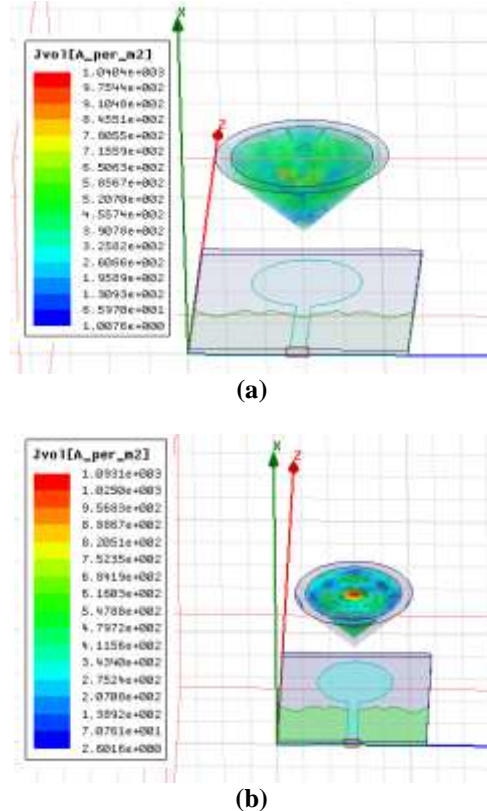 X
Z
Jvol[A_per_m2]
1.0404e+003
9.7544e+002
9.1048e+002
8.4551e+002
7.8055e+002
7.1559e+002
6.5063e+002
5.8567e+002
5.2070e+002
4.5574e+002
3.9078e+002
3.2582e+002
2.6086e+002
1.9589e+002
1.3093e+002
6.5970e+001
1.0076e+000
(a)
X
Z
Jvol[A_per_m2]
1.0931e+003
1.0250e+003
9.5683e+002
8.8867e+002
8.2051e+002
7.5235e+002
6.8419e+002
6.1603e+002
5.4788e+002
4.7972e+002
4.1156e+002
3.4340e+002
2.7524e+002
2.0708e+002
1.3892e+002
7.0761e+001
2.6016e+000
(b)